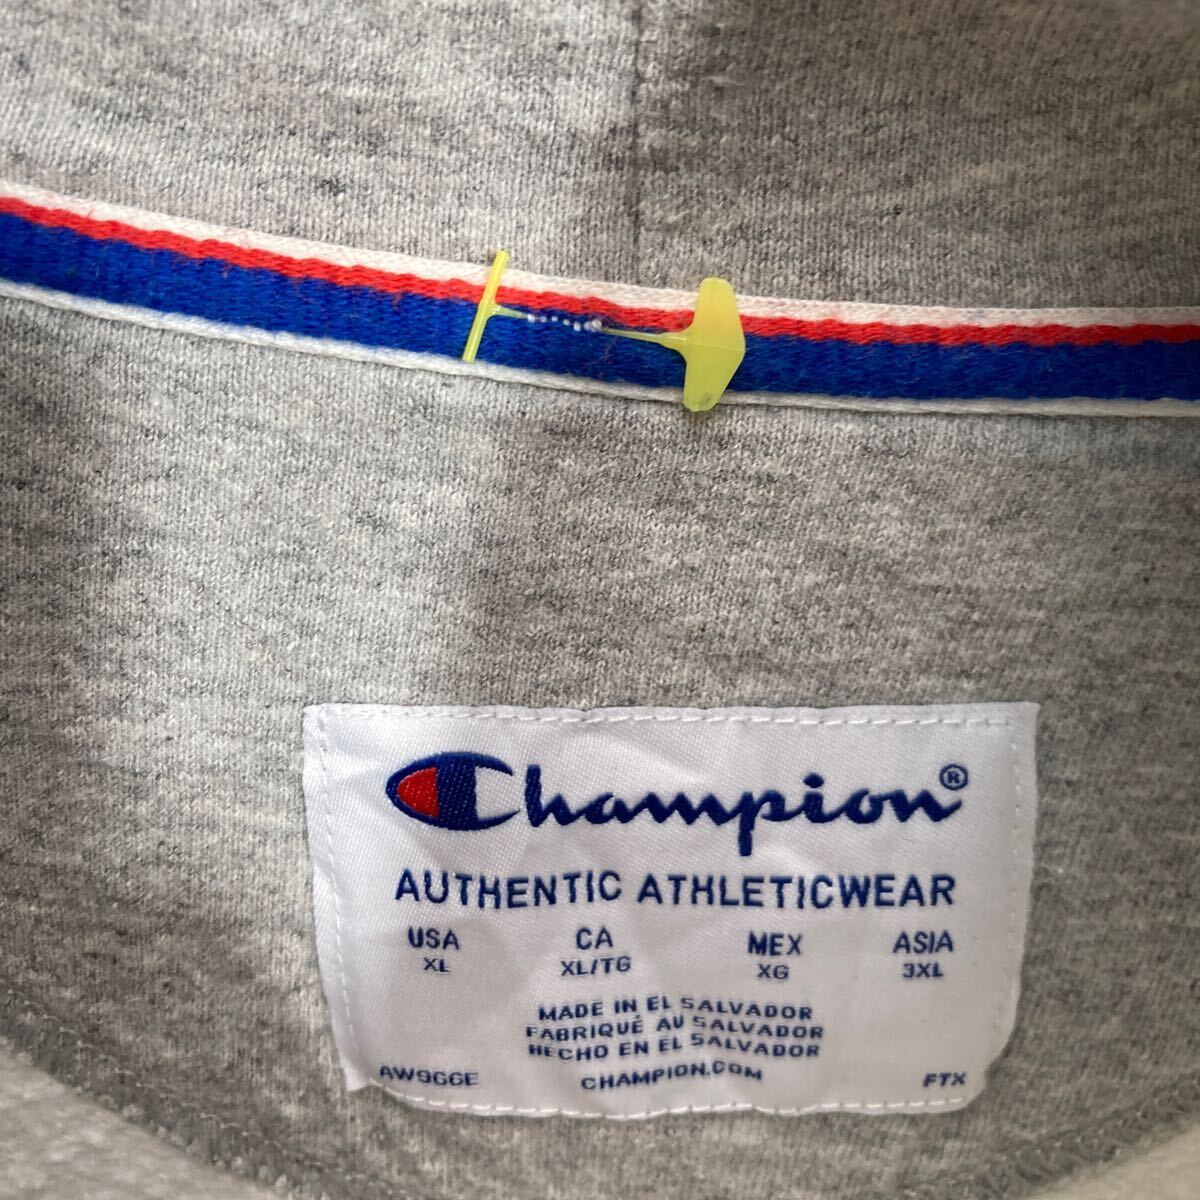 Champion®
AUTHENTIC ATHLETICWEAR
USA CA MEX ASIA
XL XL/TG XG 3XL
MADE IN EL SALVADOR
FABRIQUÉ AU SALVADOR
HECHO EN EL SALVADOR
AW966E CHAMPION.COM FTX